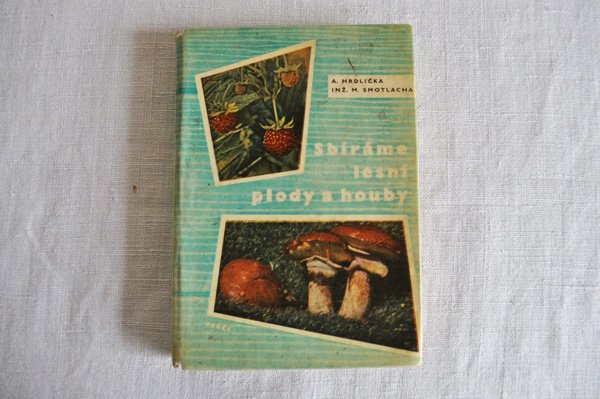 A. HRDLIČKA
INŽ. M. SMOTLACHA
Sbíráme
lesní
plody a houby
PRÁCE